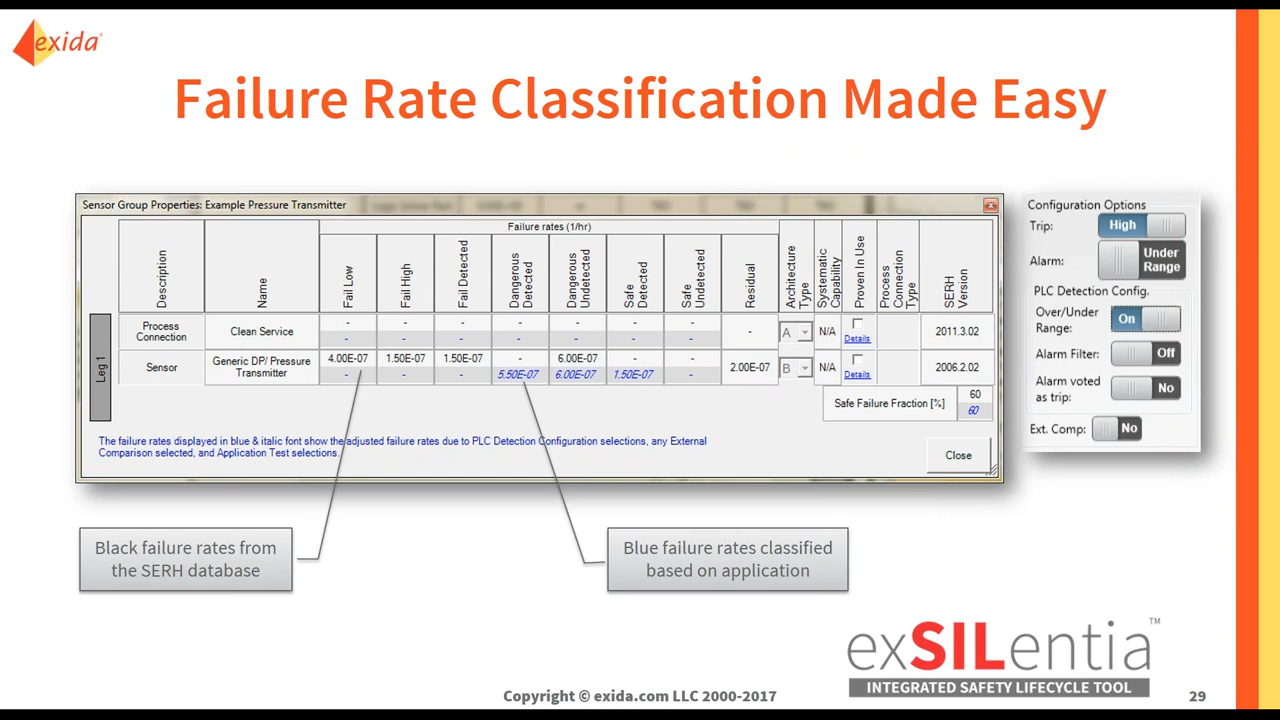 exida
Failure Rate Classification Made Easy
Sensor Group Properties: Example Pressure Transmitter
Failure rates (1/hr)
Description
Name
Fail Low
Fail High
Fail Detected
Dangerous Detected
Dangerous Undetected
Safe Detected
Safe Undetected
Residual
Architecture Type
Systematic Capability
Proven In Use
Process Connection Type
SERH Version
Leg 1
Process Connection
Clean Service
- - - - - - - -
A
N/A
Details
2011.3.02
- - - - - - -
Sensor
Generic DP/ Pressure Transmitter
4.00E-07 1.50E-07 1.50E-07 - 6.00E-07 - - 2.00E-07
B
N/A
Details
2006.2.02
- - - 5.50E-07 6.00E-07 1.50E-07 -
Safe Failure Fraction [%]
60
60
The failure rates displayed in blue & italic font show the adjusted failure rates due to PLC Detection Configuration selections, any External
Comparison selected, and Application Test selections.
Close
Configuration Options
Trip: High
Alarm: Under Range
PLC Detection Config.
Over/Under Range: On
Alarm Filter: Off
Alarm voted as trip: No
Ext. Comp: No
Black failure rates from
the SERH database
Blue failure rates classified
based on application
exSILentia™
INTEGRATED SAFETY LIFECYCLE TOOL
Copyright © exida.com LLC 2000-2017
29